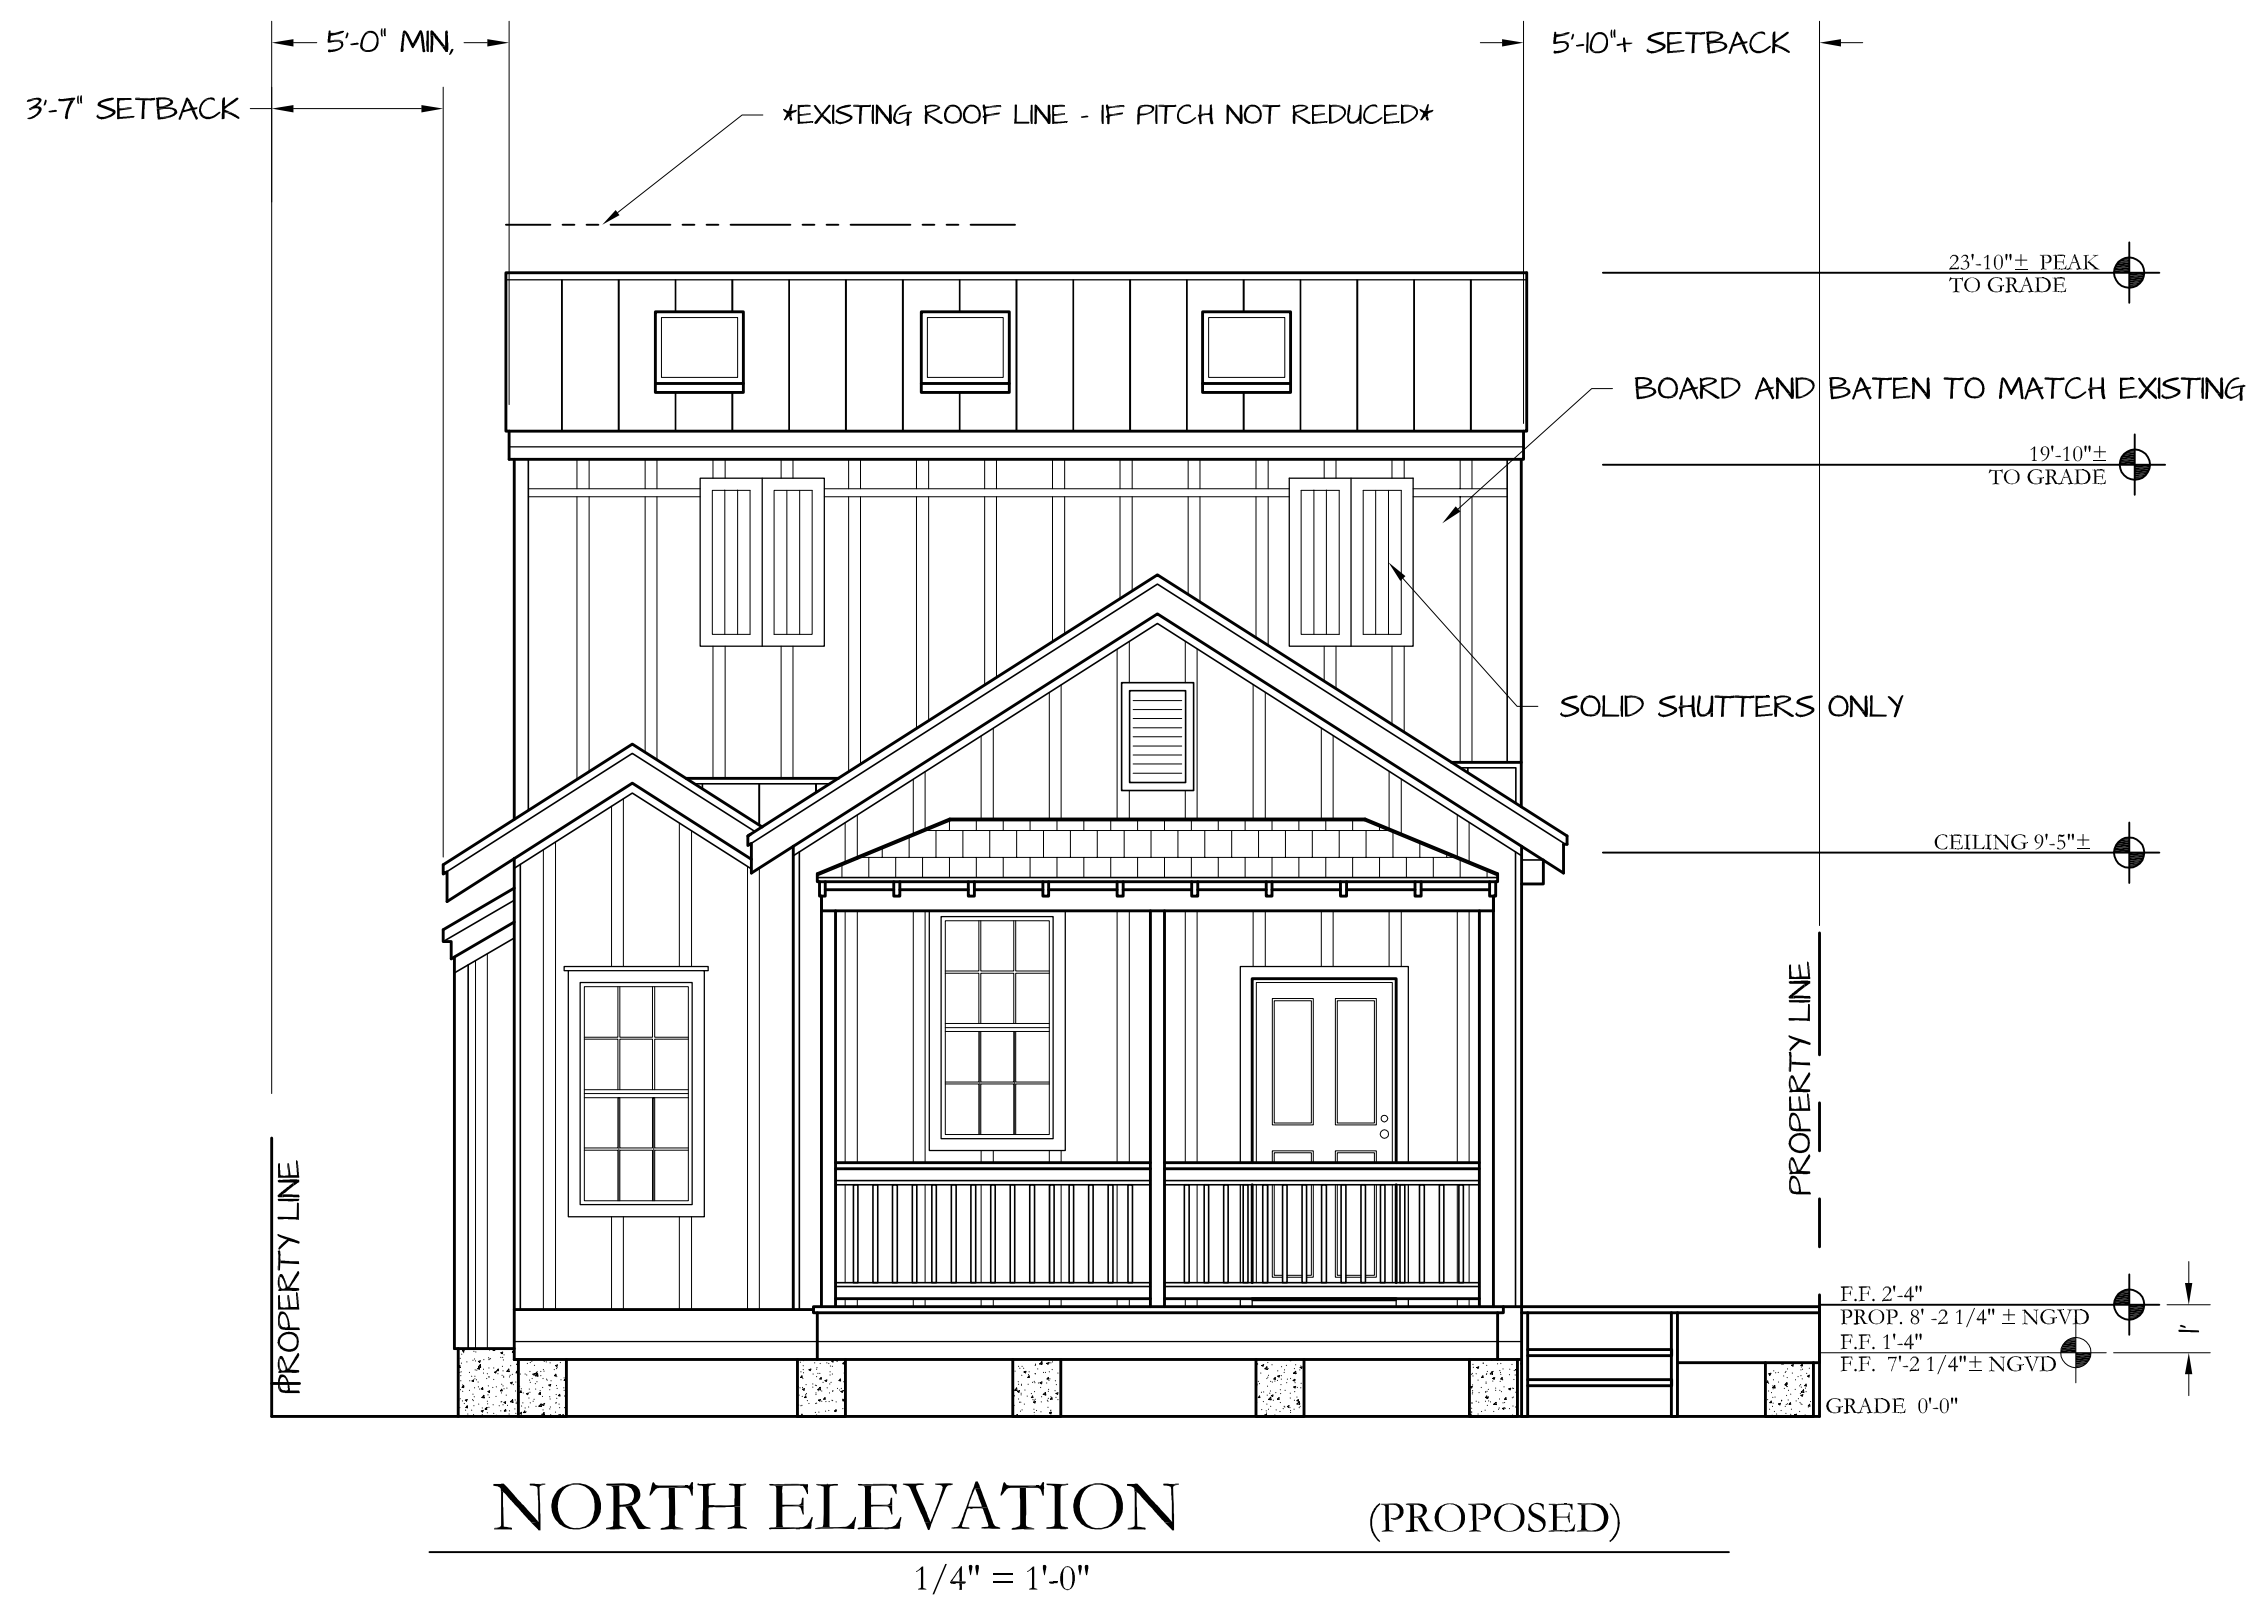 5'-0" MIN,
5'-10"+ SETBACK
3'-7" SETBACK
*EXISTING ROOF LINE - IF PITCH NOT REDUCED*
23'-10"± PEAK
TO GRADE
BOARD AND BATEN TO MATCH EXISTING
19'-10"±
TO GRADE
SOLID SHUTTERS ONLY
CEILING 9'-5"±
PROPERTY LINE
PROPERTY LINE
F.F. 2'-4"
PROP. 8' -2 1/4" ± NGVD
1'
F.F. 1'-4"
F.F. 7'-2 1/4"± NGVD
GRADE 0'-0"
NORTH ELEVATION (PROPOSED)
1/4" = 1'-0"